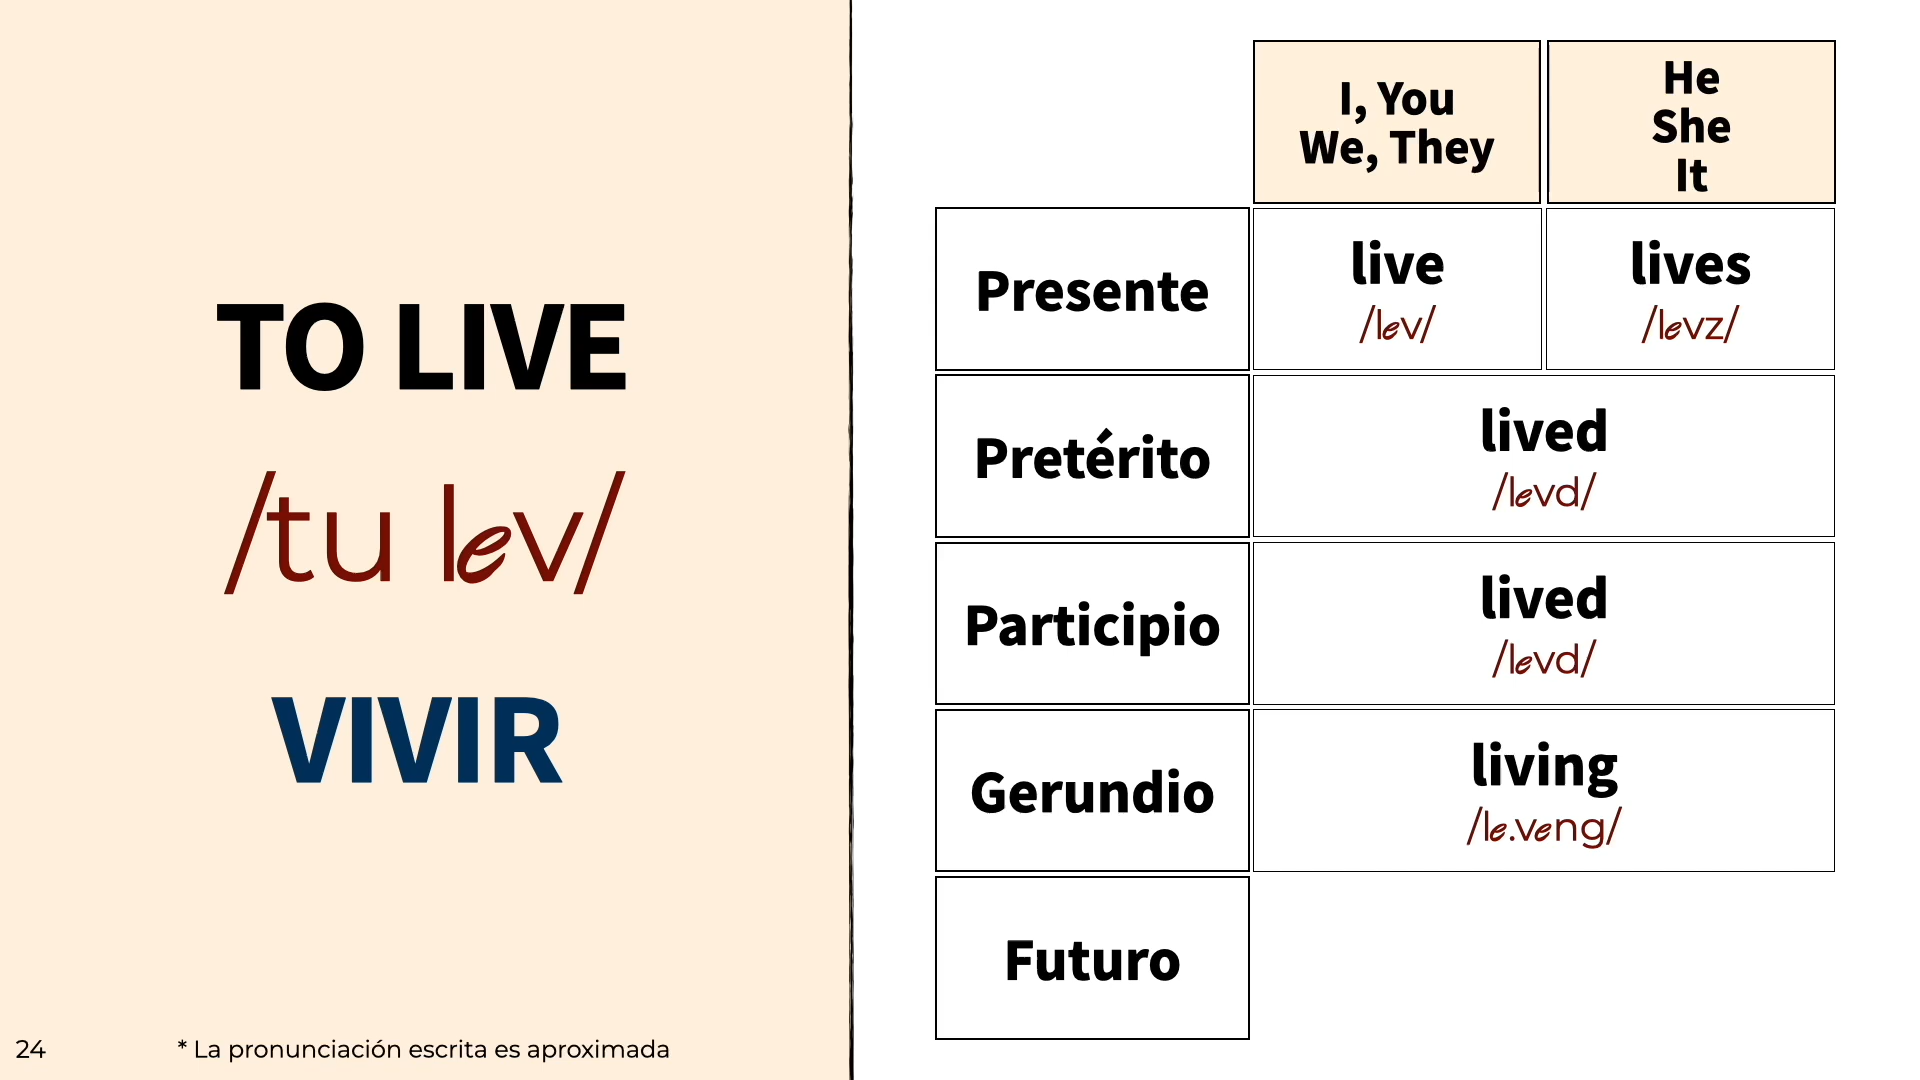 TO LIVE
/tu lev/
VIVIR
24
* La pronunciación escrita es aproximada
I, You
We, They
He
She
It
Presente
live
/lev/
lives
/levz/
Pretérito
lived
/levd/
Participio
lived
/levd/
Gerundio
living
/le.veng/
Futuro